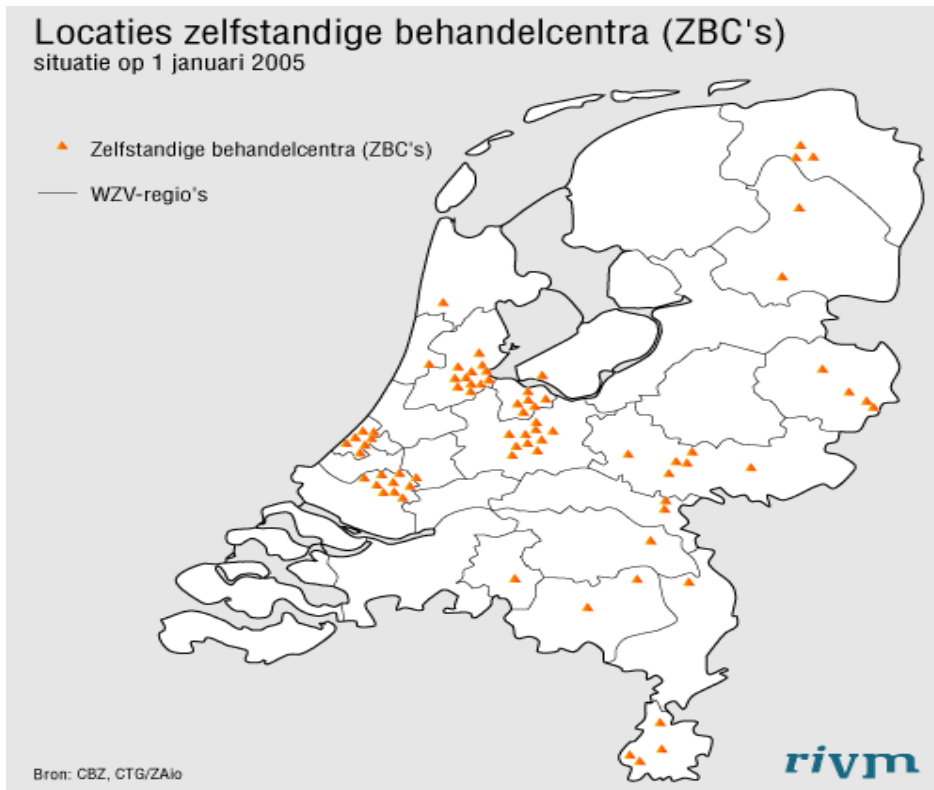 Locaties zelfstandige behandelcentra (ZBC's)
situatie op 1 januari 2005
Zelfstandige behandelcentra (ZBC's)
WZV-regio's
Bron: CBZ, CTG/ZAio
rivm